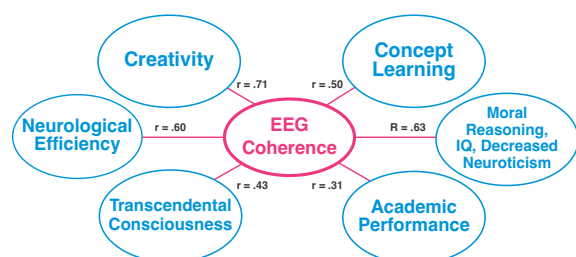 Creativity
Concept
Learning
r = .71
r = .50
Neurological
Efficiency
r = .60
EEG
Coherence
R = .63
Moral
Reasoning,
IQ, Decreased
Neuroticism
r = .43
r = .31
Transcendental
Consciousness
Academic
Performance